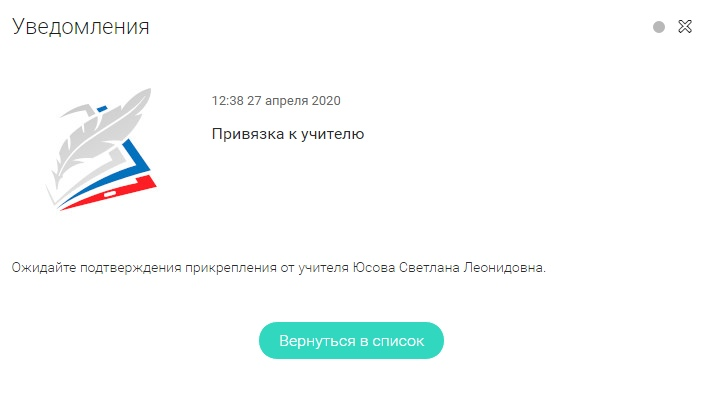 Уведомления
12:38 27 апреля 2020
Привязка к учителю
Ожидайте подтверждения прикрепления от учителя Юсова Светлана Леонидовна.
Вернуться в список